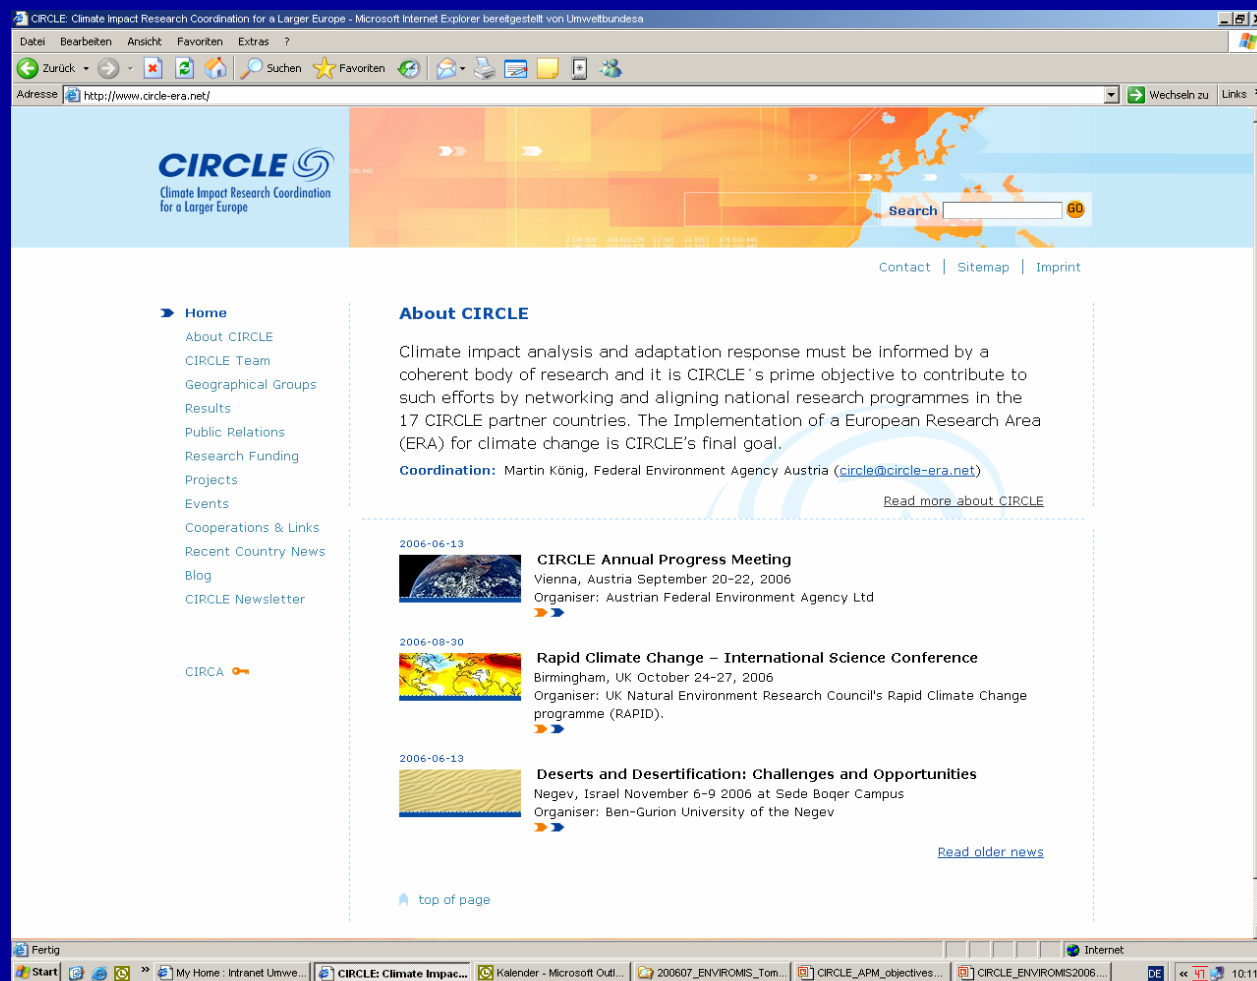 CIRCLE: Climate Impact Research Coordination for a Larger Europe - Microsoft Internet Explorer bereitgestellt von Umweltbundesa
Datei Bearbeiten Ansicht Favoriten Extras ?
Zurück Suchen Favoriten
Adresse http://www.circle-era.net/ Wechseln zu Links
CIRCLE
Climate Impact Research Coordination
for a Larger Europe
Search GO
Contact | Sitemap | Imprint
Home
About CIRCLE
CIRCLE Team
Geographical Groups
Results
Public Relations
Research Funding
Projects
Events
Cooperations & Links
Recent Country News
Blog
CIRCLE Newsletter
CIRCA
About CIRCLE
Climate impact analysis and adaptation response must be informed by a
coherent body of research and it is CIRCLE´s prime objective to contribute to
such efforts by networking and aligning national research programmes in the
17 CIRCLE partner countries. The Implementation of a European Research Area
(ERA) for climate change is CIRCLE's final goal.
Coordination: Martin König, Federal Environment Agency Austria (circle@circle-era.net)
Read more about CIRCLE
2006-06-13
CIRCLE Annual Progress Meeting
Vienna, Austria September 20-22, 2006
Organiser: Austrian Federal Environment Agency Ltd
2006-08-30
Rapid Climate Change – International Science Conference
Birmingham, UK October 24-27, 2006
Organiser: UK Natural Environment Research Council's Rapid Climate Change
programme (RAPID).
2006-06-13
Deserts and Desertification: Challenges and Opportunities
Negev, Israel November 6-9 2006 at Sede Boqer Campus
Organiser: Ben-Gurion University of the Negev
Read older news
top of page
Fertig Internet
Start My Home : Intranet Umwe... CIRCLE: Climate Impac... Kalender - Microsoft Outl... 200607_ENVIROMIS_Tom... CIRCLE_APM_objectives... CIRCLE_ENVIROMIS2006.... DE 10:11